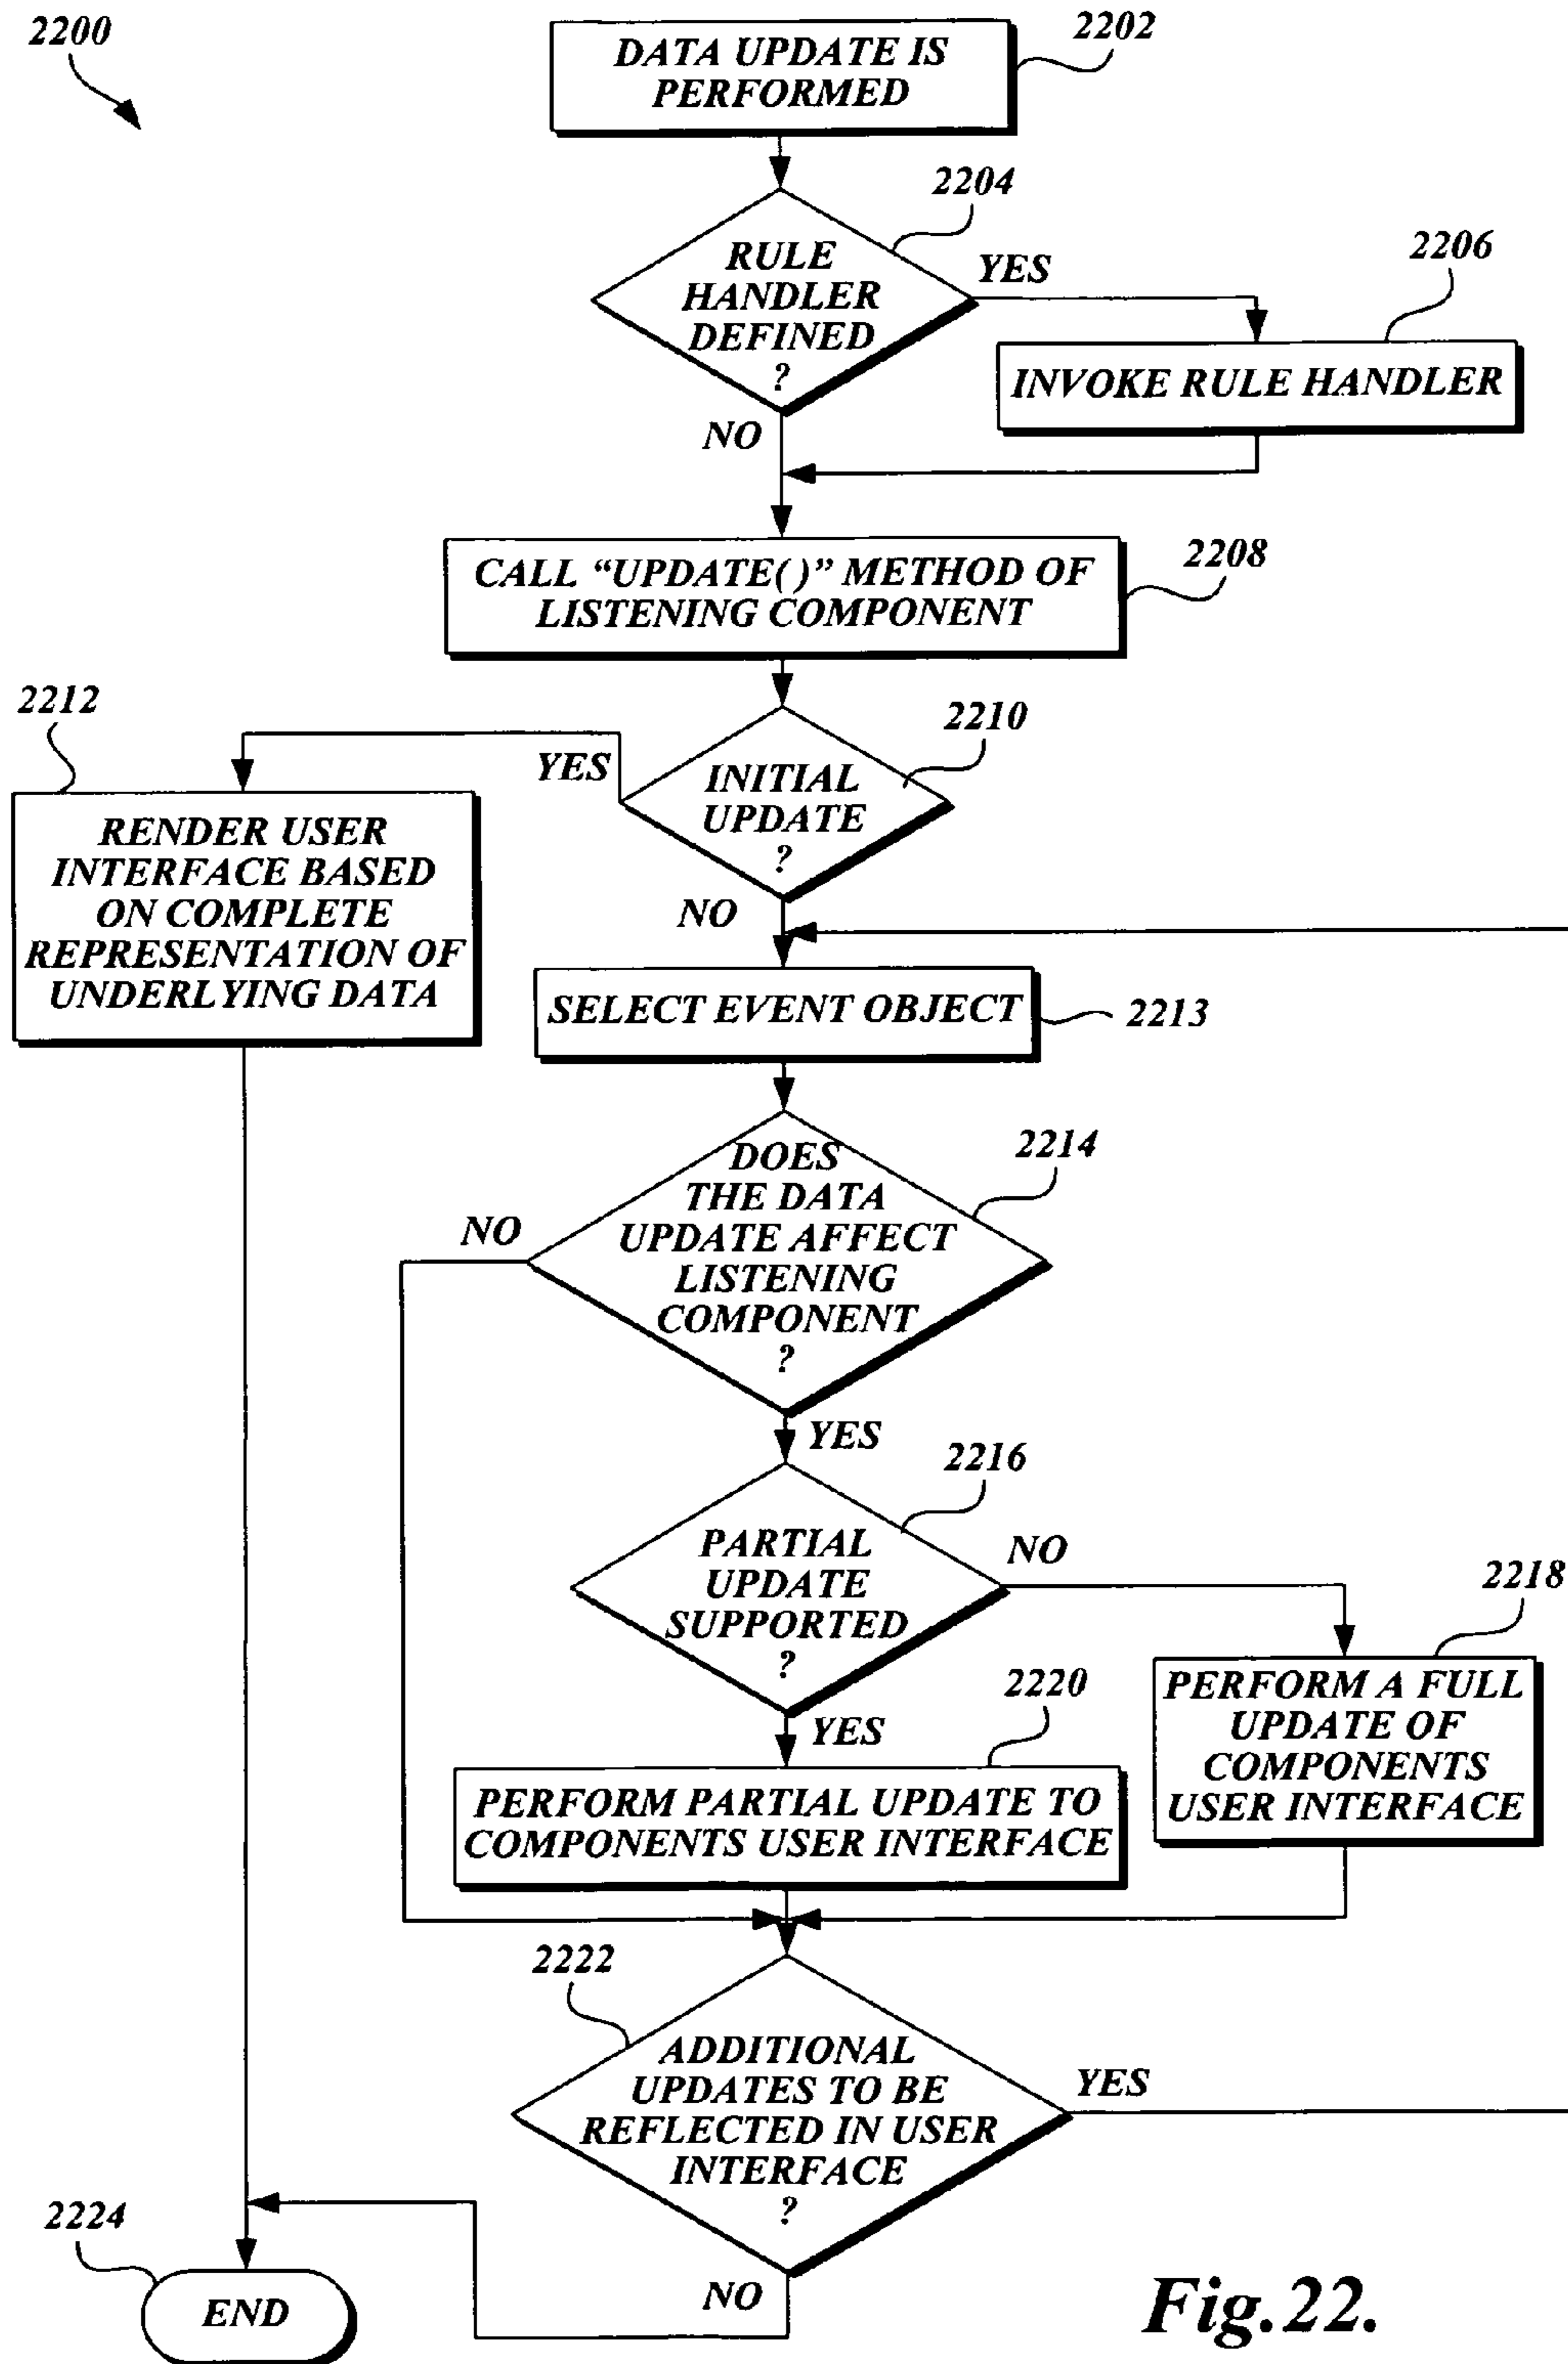 2200
DATA UPDATE IS
PERFORMED
2202
2204
RULE
HANDLER
DEFINED
?
YES
2206
INVOKE RULE HANDLER
NO
CALL “UPDATE( )” METHOD OF
LISTENING COMPONENT
2208
2210
INITIAL
UPDATE
?
YES
2212
RENDER USER
INTERFACE BASED
ON COMPLETE
REPRESENTATION OF
UNDERLYING DATA
NO
SELECT EVENT OBJECT
2213
DOES
THE DATA
UPDATE AFFECT
LISTENING
COMPONENT
?
2214
NO
YES
2216
PARTIAL
UPDATE
SUPPORTED
?
NO
2218
PERFORM A FULL
UPDATE OF
COMPONENTS
USER INTERFACE
YES
2220
PERFORM PARTIAL UPDATE TO
COMPONENTS USER INTERFACE
2222
ADDITIONAL
UPDATES TO BE
REFLECTED IN USER
INTERFACE
?
YES
NO
2224
END
Fig.22.